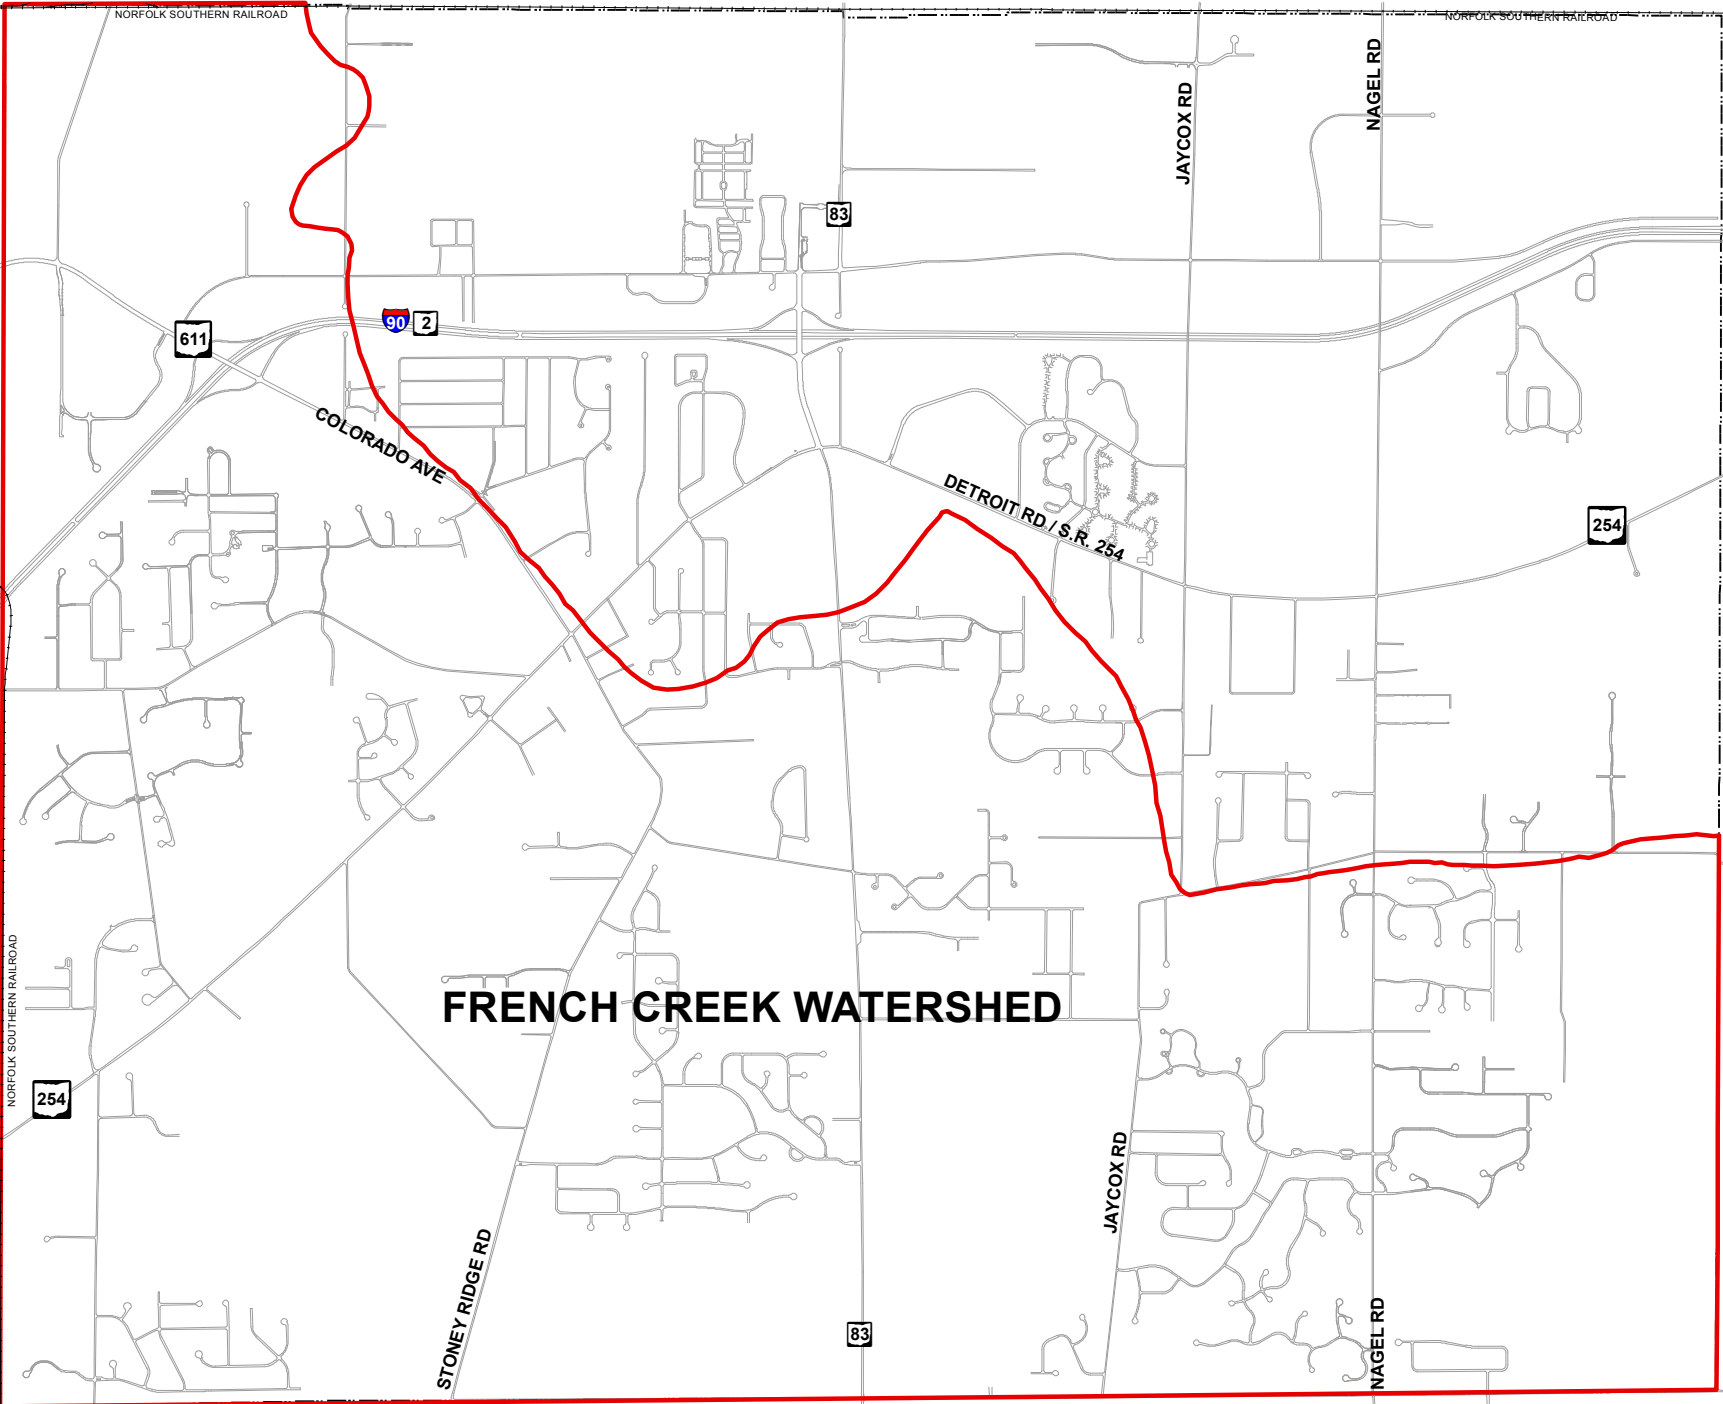 NORFOLK SOUTHERN RAILROAD
NORFOLK SOUTHERN RAILROAD
NAGEL RD
JAYCOX RD
83
90
2
611
COLORADO AVE
DETROIT RD / S.R. 254
254
NORFOLK SOUTHERN RAILROAD
FRENCH CREEK WATERSHED
254
JAYCOX RD
STONEY RIDGE RD
83
NAGEL RD